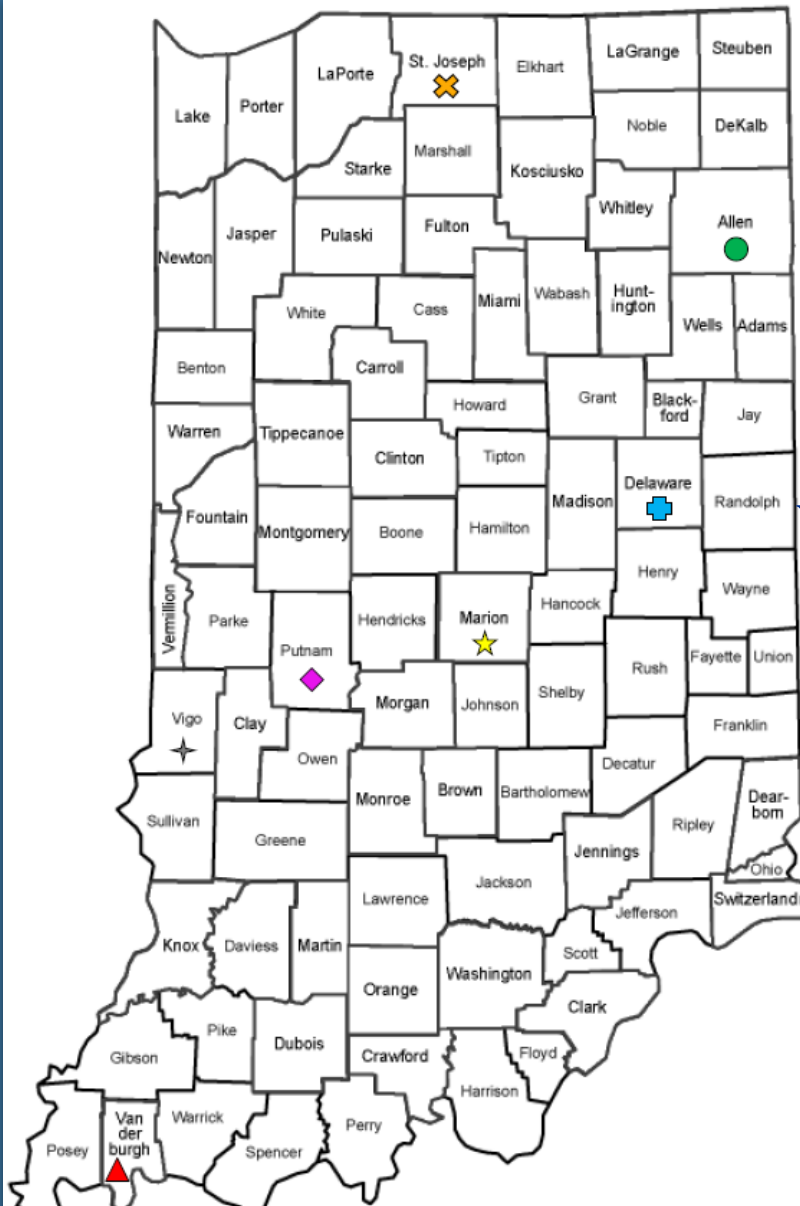 St. Joseph
LaPorte
Elkhart
LaGrange
Steuben
Lake
Porter
Noble
DeKalb
Marshall
Starke
Kosciusko
Whitley
Allen
Fulton
Jasper
Pulaski
Newton
Miami
Wabash
Hunt-
ington
White
Cass
Wells
Adams
Benton
Carroll
Grant
Black-
ford
Howard
Jay
Warren
Tippecanoe
Clinton
Tipton
Delaware
Madison
Randolph
Fountain
Montgomery
Boone
Hamilton
Henry
Wayne
Vermillion
Parke
Hendricks
Marion
Hancock
Putnam
Rush
Fayette
Union
Vigo
Clay
Morgan
Johnson
Shelby
Franklin
Owen
Decatur
Monroe
Brown
Bartholomew
Dear-
born
Sullivan
Greene
Ripley
Jennings
Ohio
Jackson
Lawrence
Switzerland
Jefferson
Knox
Daviess
Martin
Scott
Washington
Orange
Clark
Pike
Dubois
Gibson
Crawford
Floyd
Harrison
Van
der
burgh
Warrick
Perry
Posey
Spencer